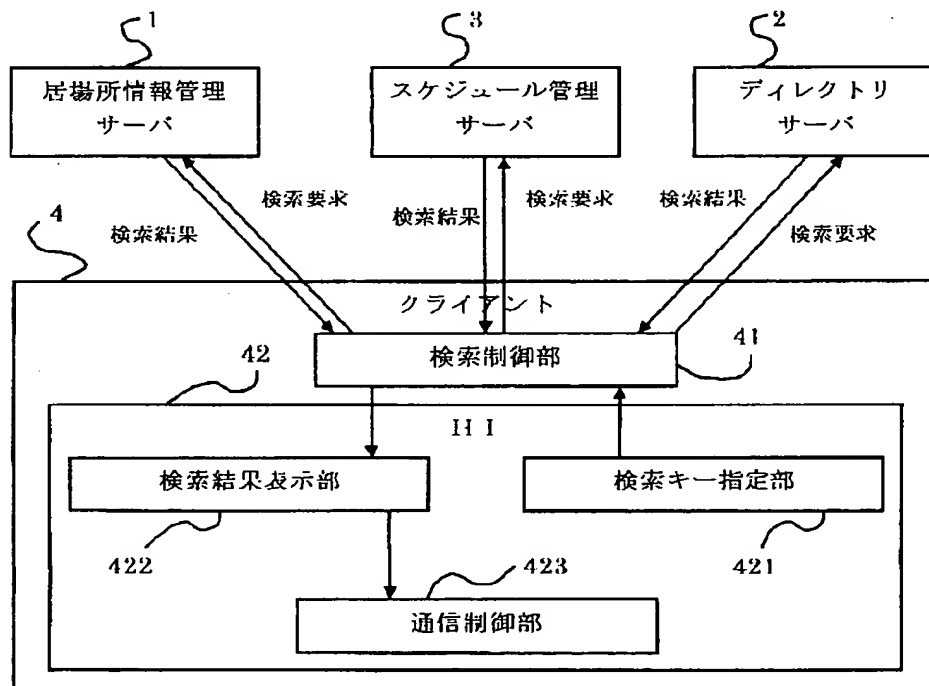 1
3
2
居場所情報管理
サーバ
スケジュール管理
サーバ
ディレクトリ
サーバ
検索要求
検索結果
検索結果
検索要求
検索結果
検索要求
4
クライアント
検索制御部
41
42
HI
検索結果表示部
検索キー指定部
422
421
423
通信制御部